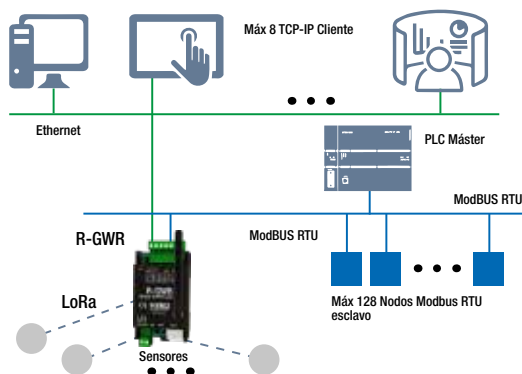 Máx 8 TCP-IP Cliente
Ethernet
PLC Máster
ModBUS RTU
R-GWR
ModBUS RTU
LoRa
Máx 128 Nodos Modbus RTU
esclavo
Sensores